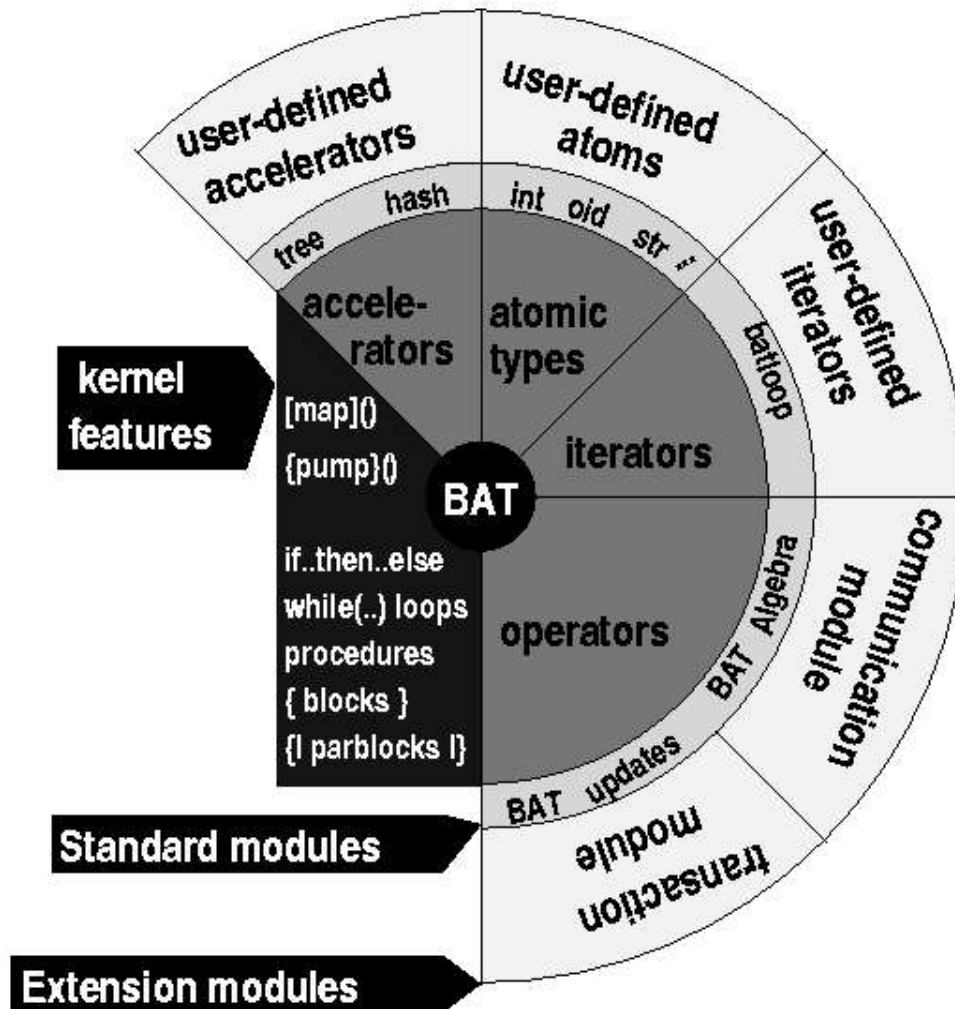 user-defined
accelerators
user-defined
atoms
user-defined
iterators
tree hash
int oid str ...
batloop
accele-
rators
atomic
types
iterators
operators
BAT
kernel
features
[map]()
{pump}()
if..then..else
while(..) loops
procedures
{ blocks }
{| parblocks |}
BAT Algebra
BAT updates
communication
module
transaction
module
Standard modules
Extension modules